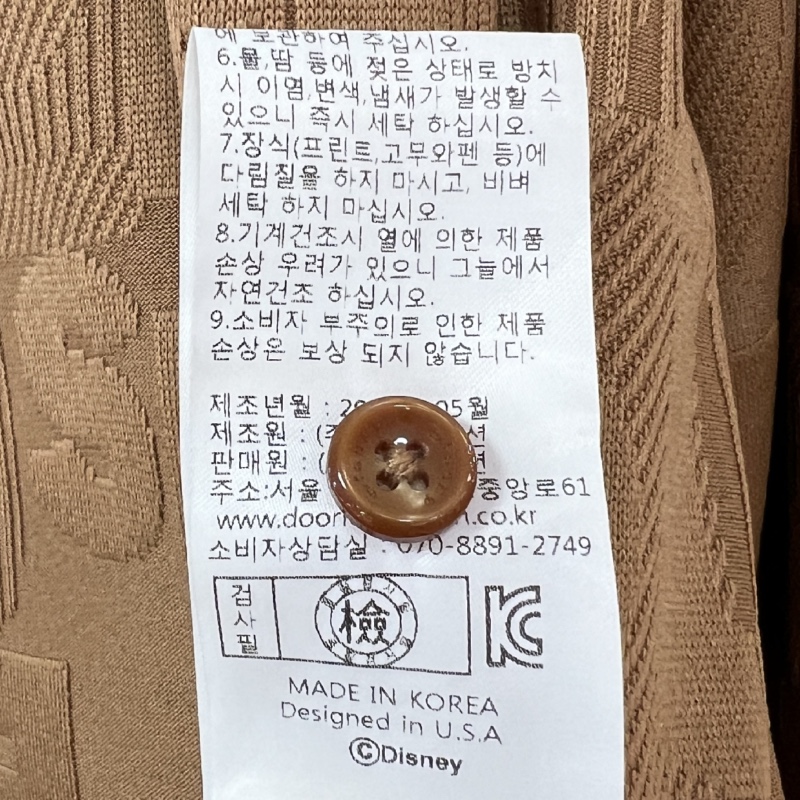 에 보관하여 주십시오.
6.물,땀 등에 젖은 상태로 방치
시 이염,변색,냄새가 발생할 수
있으니 즉시 세탁 하십시오.
7.장식(프린트,고무와펜 등)에
다림질을 하지 마시고, 비벼
세탁 하지 마십시오.
8.기계건조시 열에 의한 제품
손상 우려가 있으니 그늘에서
자연건조 하십시오.
9.소비자 부주의로 인한 제품
손상은 보상 되지 않습니다.
제조년월 : 05월
제조원 :
판매원 :
주소:서울 중앙로61
소비자상담실 : 070-8891-2749
검사필
檢
KC
MADE IN KOREA
Designed in U.S.A
©Disney